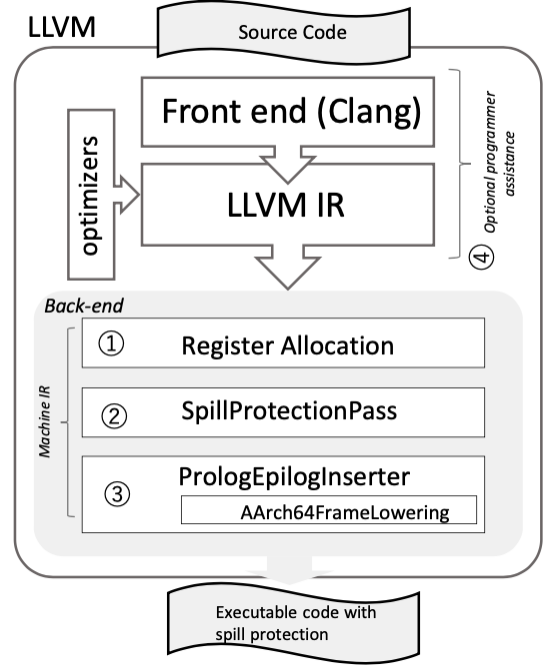 LLVM
Source Code
Front end (Clang)
optimizers
LLVM IR
④ Optional programmer
assistance
Back-end
Machine IR
① Register Allocation
② SpillProtectionPass
③ PrologEpilogInserter
AArch64FrameLowering
Executable code with
spill protection